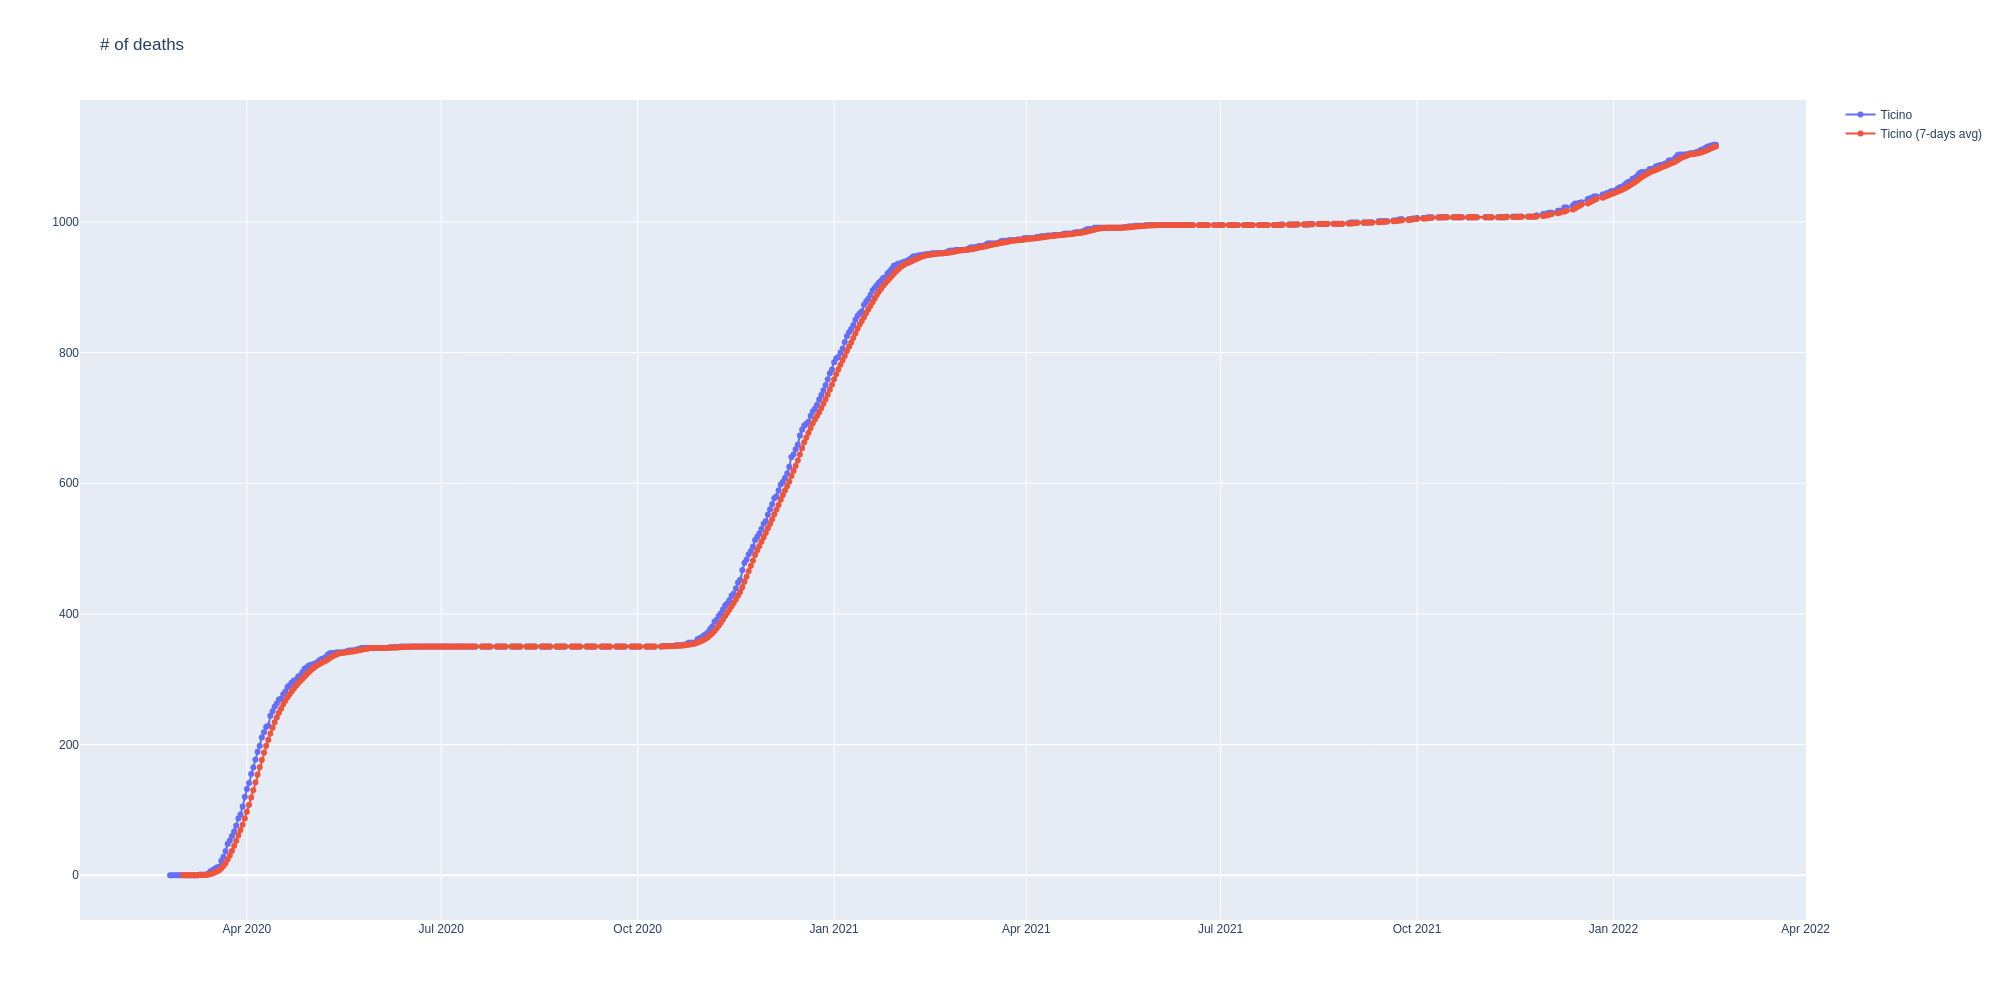 # of deaths
Ticino
Ticino (7-days avg)
1000
800
600
400
200
0
Apr 2020
Jul 2020
Oct 2020
Jan 2021
Apr 2021
Jul 2021
Oct 2021
Jan 2022
Apr 2022